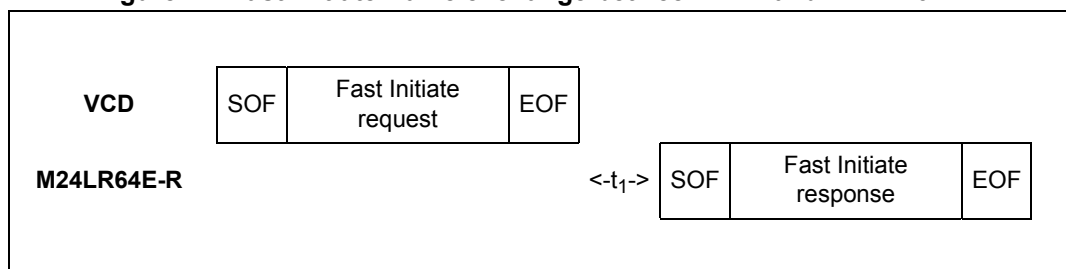 VCD
SOF
Fast Initiate
request
EOF
M24LR64E-R
<-t1->
SOF
Fast Initiate
response
EOF